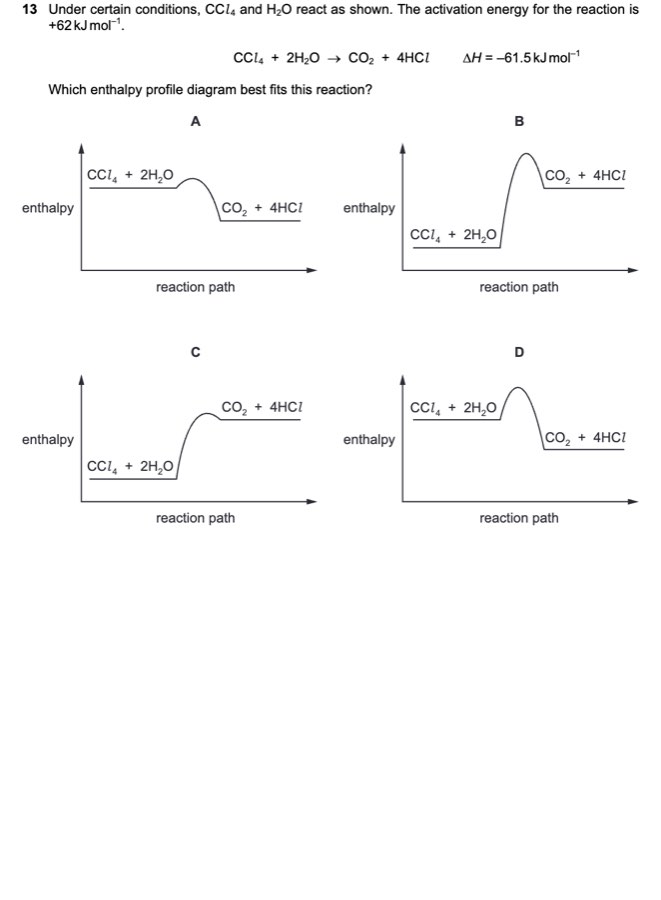 13 Under certain conditions, CCl₄ and H₂O react as shown. The activation energy for the reaction is
+62 kJ mol⁻¹.
CCl₄ + 2H₂O → CO₂ + 4HCl ΔH = –61.5 kJ mol⁻¹
Which enthalpy profile diagram best fits this reaction?
A
CCl₄ + 2H₂O
CO₂ + 4HCl
enthalpy
reaction path
B
CO₂ + 4HCl
enthalpy
CCl₄ + 2H₂O
reaction path
C
CO₂ + 4HCl
enthalpy
CCl₄ + 2H₂O
reaction path
D
CCl₄ + 2H₂O
CO₂ + 4HCl
enthalpy
reaction path